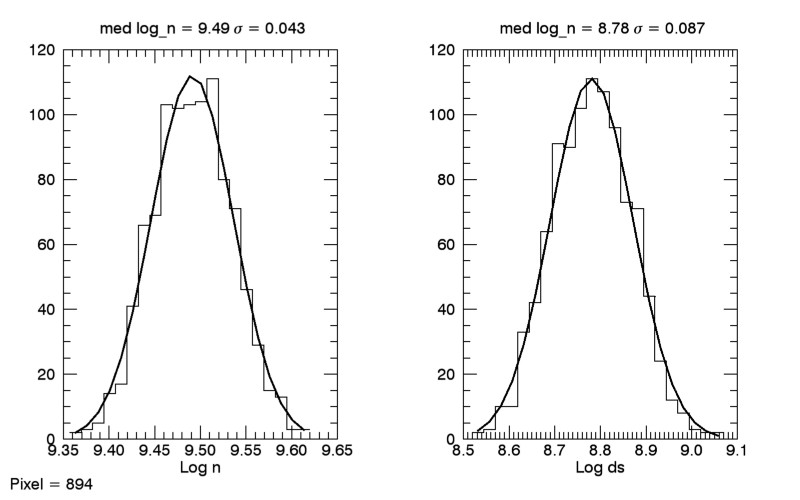 med log_n = 9.49 σ = 0.043
med log_n = 8.78 σ = 0.087
120
100
80
60
40
20
0
9.35 9.40 9.45 9.50 9.55 9.60 9.65
Log n
120
100
80
60
40
20
0
8.5 8.6 8.7 8.8 8.9 9.0 9.1
Log ds
Pixel = 894